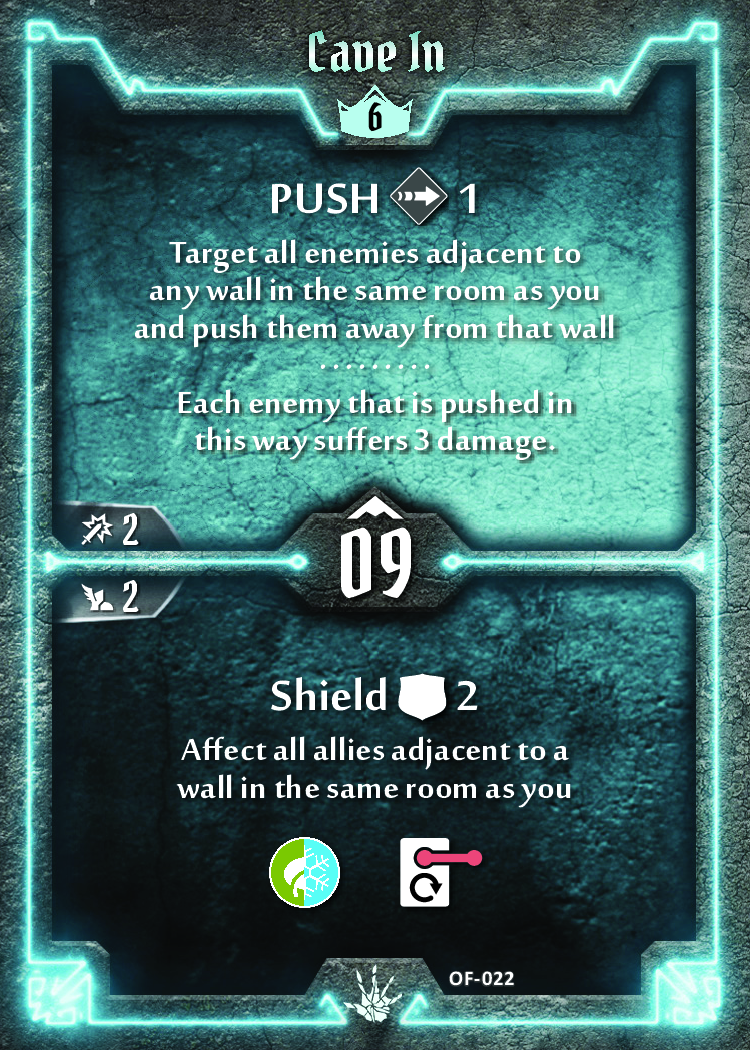 Cave In
6
PUSH 1
Target all enemies adjacent to
any wall in the same room as you
and push them away from that wall
.........
Each enemy that is pushed in
this way suffers 3 damage.
2
09
2
Shield 2
Affect all allies adjacent to a
wall in the same room as you
OF-022